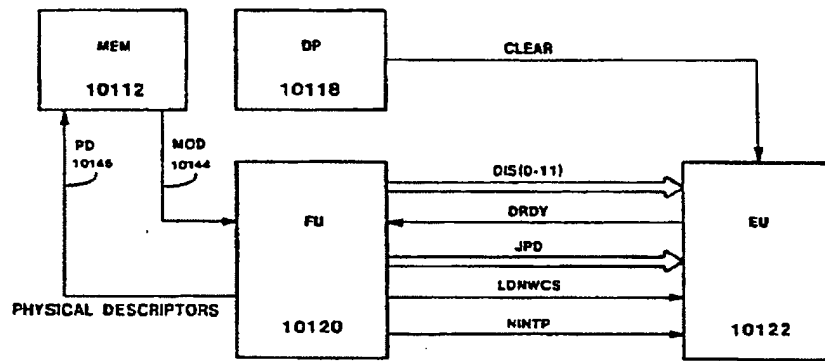 MEM
10112
DP
10118
CLEAR
PD
10146
MOD
10144
DIS(0-11)
DRDY
FU
EU
JPD
PHYSICAL DESCRIPTORS
LDNWCS
10120
NINTP
10122